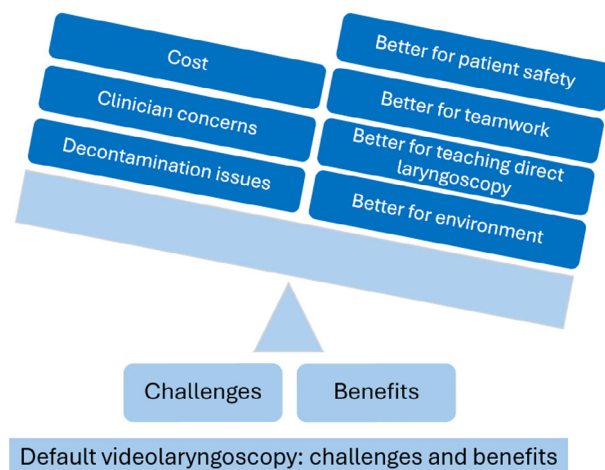 Cost
Clinician concerns
Decontamination issues
Better for patient safety
Better for teamwork
Better for teaching direct
laryngoscopy
Better for environment
Challenges
Benefits
Default videolaryngoscopy: challenges and benefits